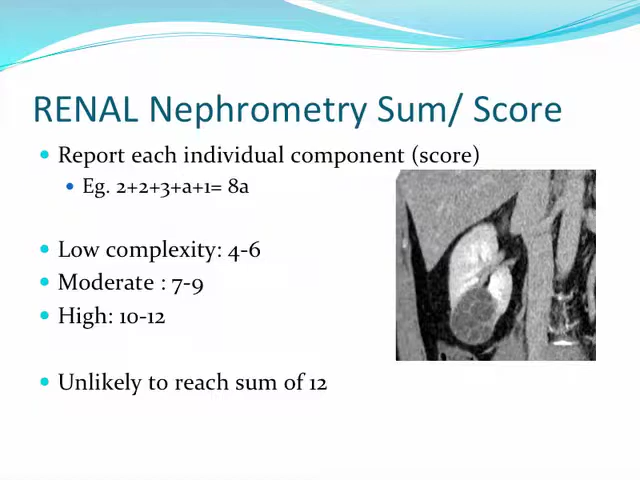 RENAL Nephrometry Sum/ Score
Report each individual component (score)
Eg. 2+2+3+a+1= 8a
Low complexity: 4-6
Moderate : 7-9
High: 10-12
Unlikely to reach sum of 12